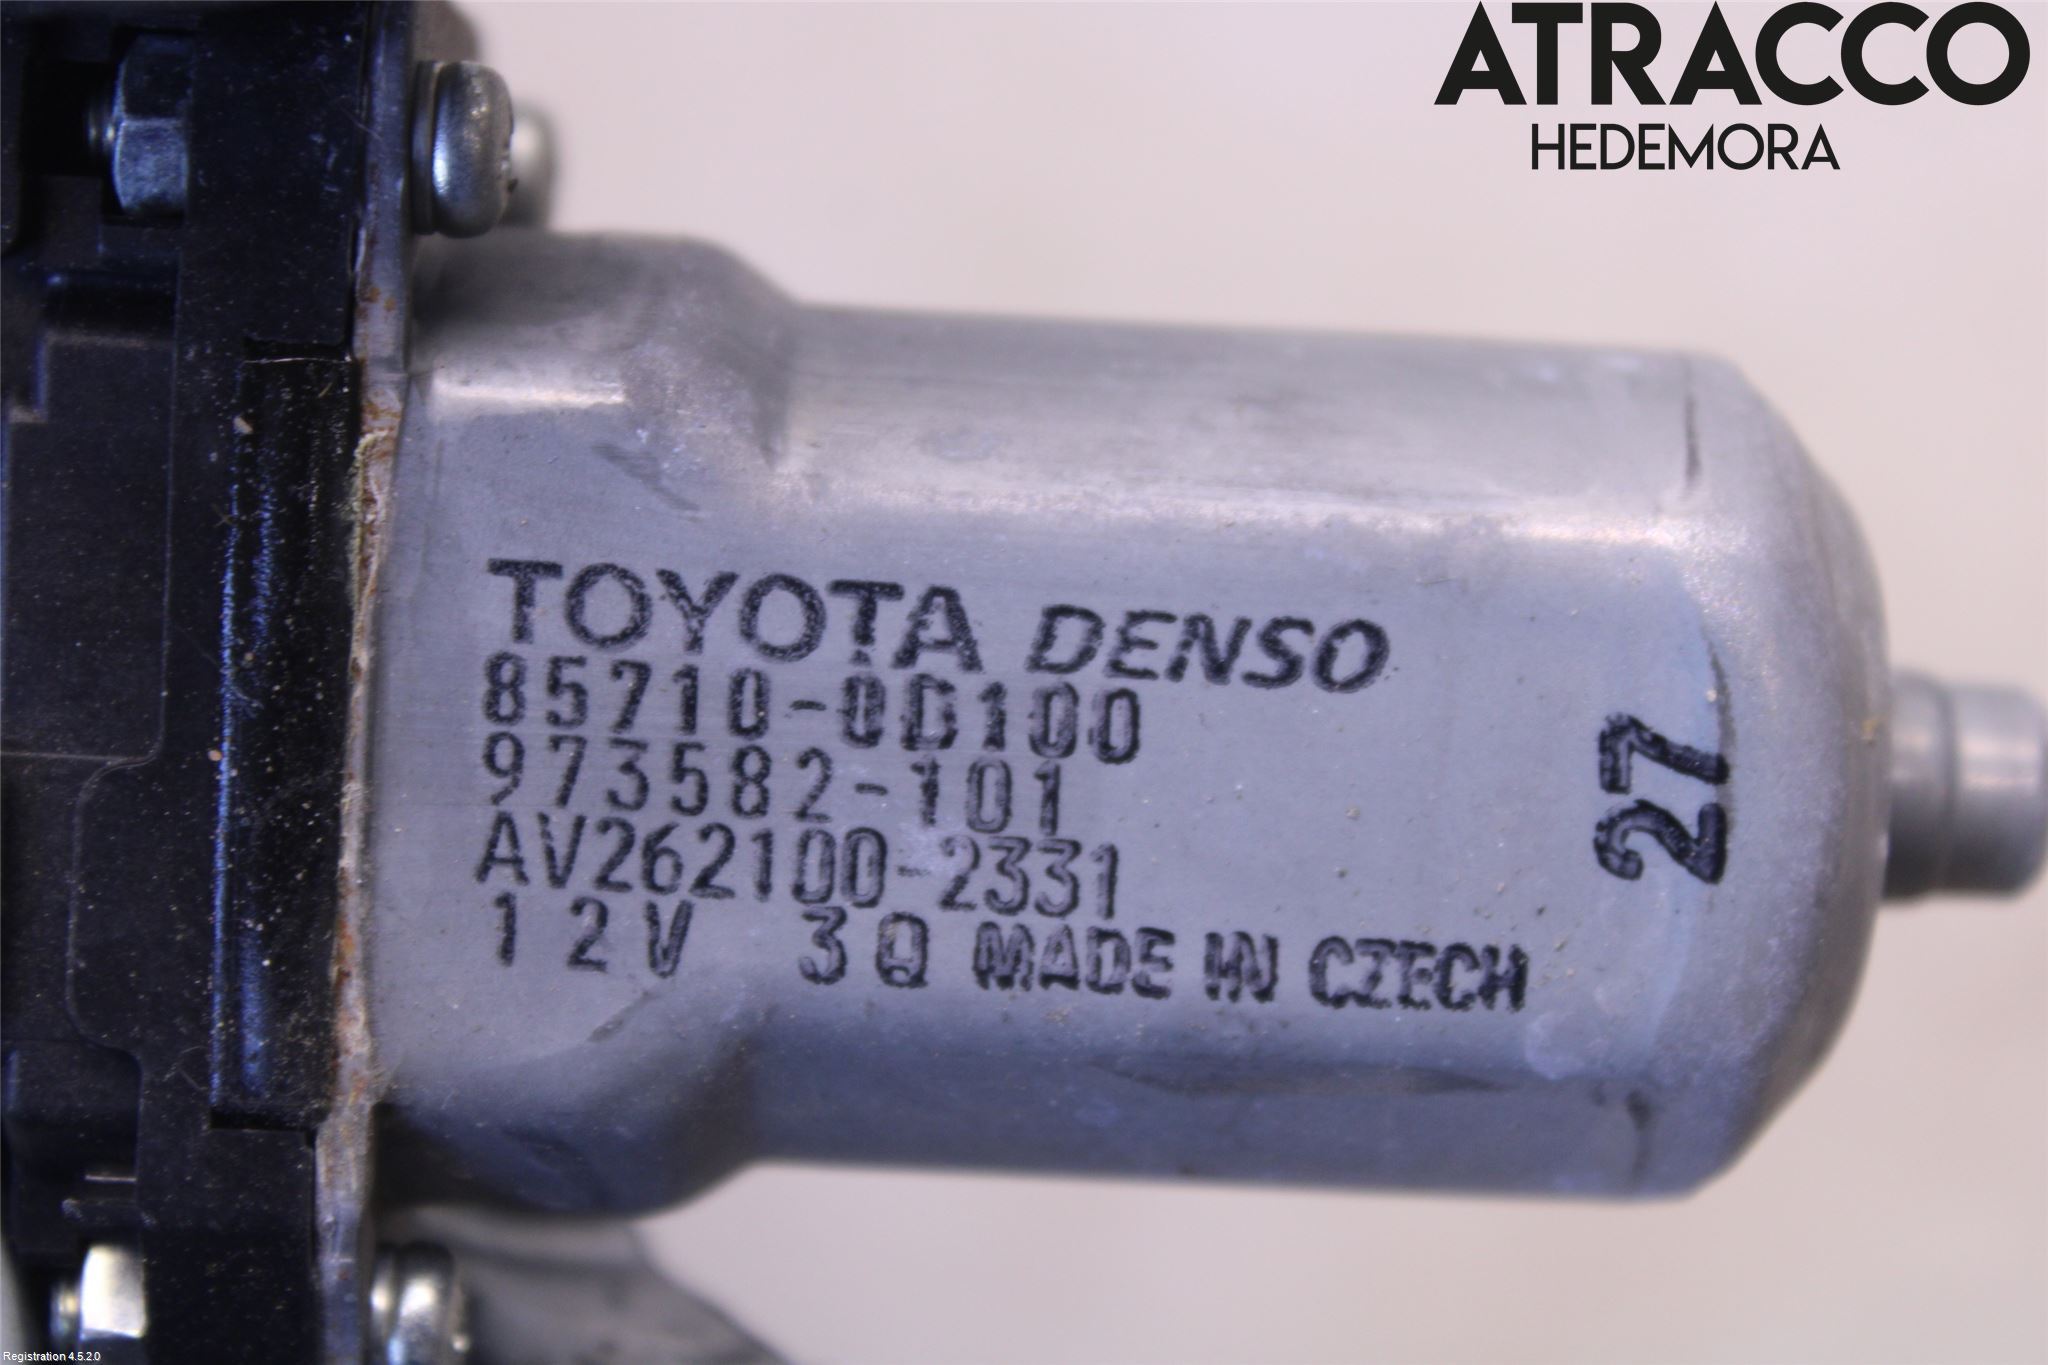 ATRACCO
HEDEMORA
TOYOTA DENSO
85710-0D100
973582-101
AV262100-2331
12V 3Q MADE IN CZECH
27
Registration 4.5.2.0